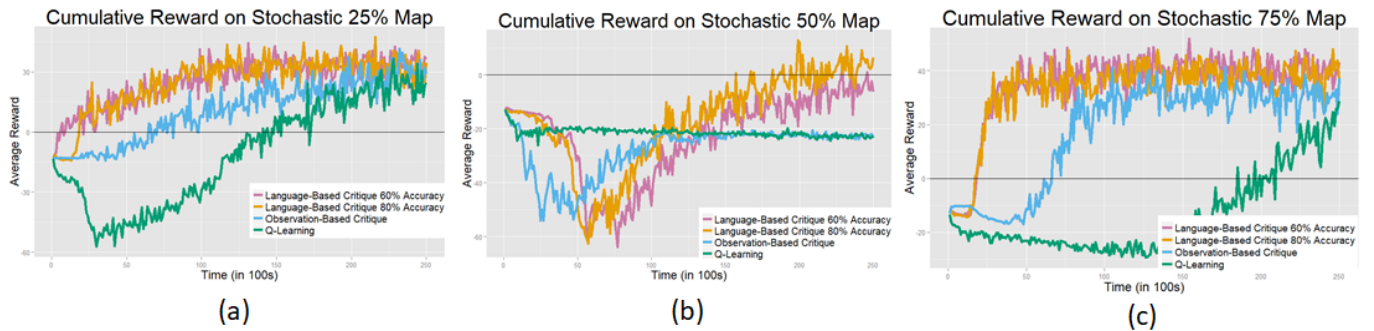 Cumulative Reward on Stochastic 25% Map
Average Reward
30
0
-30
-60
Language-Based Critique 60% Accuracy
Language-Based Critique 80% Accuracy
Observation-Based Critique
Q-Learning
0
50
100
150
200
250
Time (in 100s)
(a)
Cumulative Reward on Stochastic 50% Map
Average Reward
0
-20
-40
-60
Language-Based Critique 60% Accuracy
Language-Based Critique 80% Accuracy
Observation-Based Critique
Q-Learning
0
50
100
150
200
250
Time (in 100s)
(b)
Cumulative Reward on Stochastic 75% Map
Average Reward
40
20
0
-20
Language-Based Critique 60% Accuracy
Language-Based Critique 80% Accuracy
Observation-Based Critique
Q-Learning
0
50
100
150
200
250
Time (in 100s)
(c)